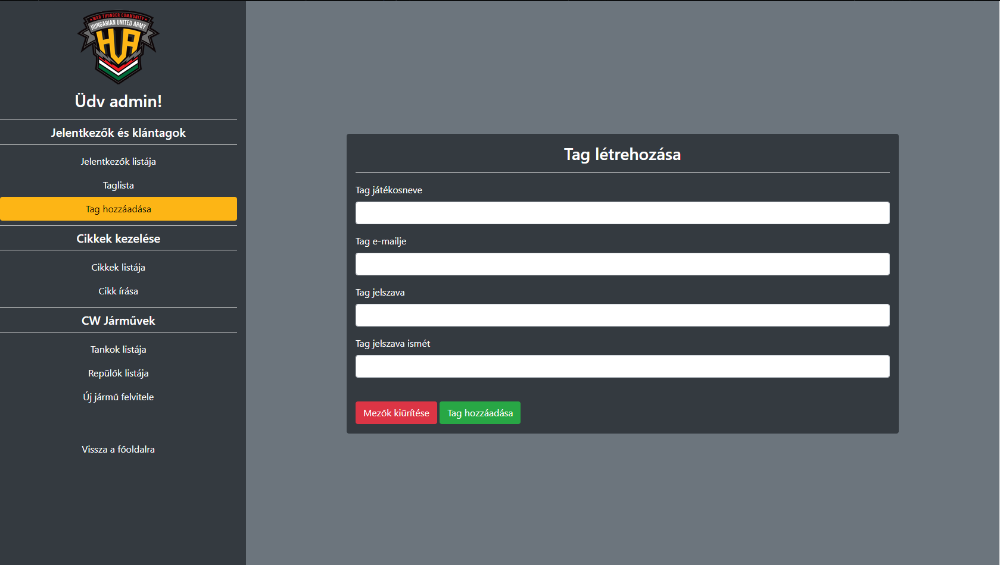 WAR THUNDER COMMUNITY
HUNGARIAN UNITED ARMY
HUA
Üdv admin!
Jelentkezők és klántagok
Jelentkezők listája
Taglista
Tag hozzáadása
Cikkek kezelése
Cikkek listája
Cikk írása
CW Járművek
Tankok listája
Repülők listája
Új jármű felvitele
Vissza a főoldalra
Tag létrehozása
Tag játékosneve
Tag e-mailje
Tag jelszava
Tag jelszava ismét
Mezők kiürítése
Tag hozzáadása